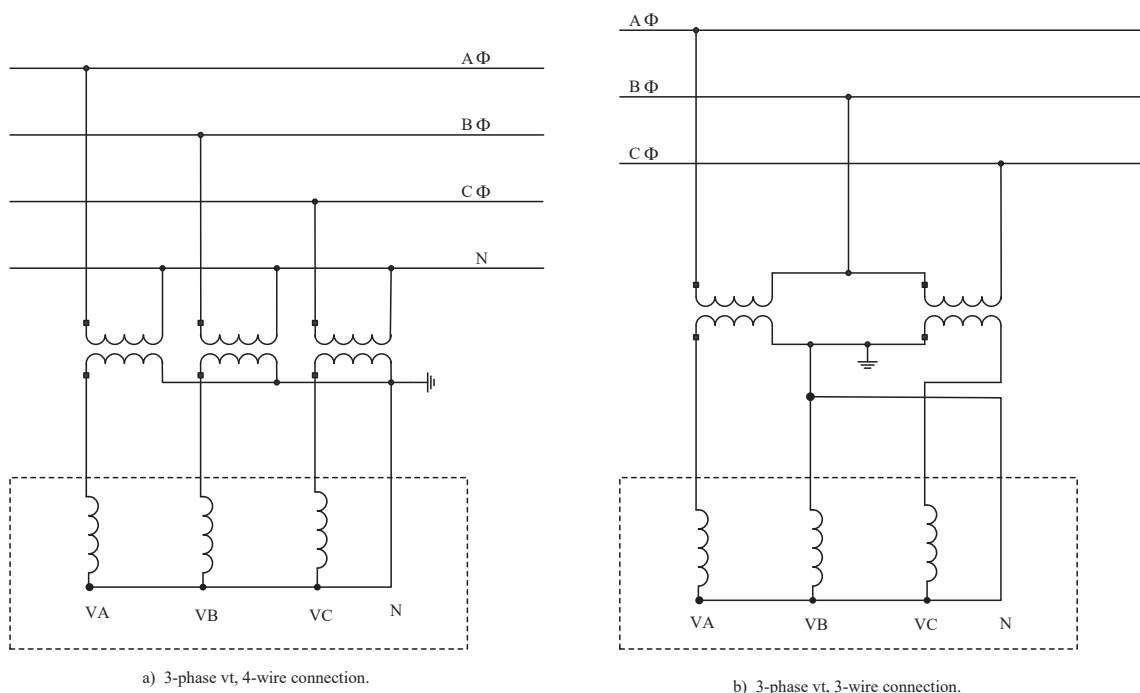 A Φ
B Φ
C Φ
N
VA VB VC N
a) 3-phase vt, 4-wire connection.
A Φ
B Φ
C Φ
VA VB VC N
b) 3-phase vt, 3-wire connection.